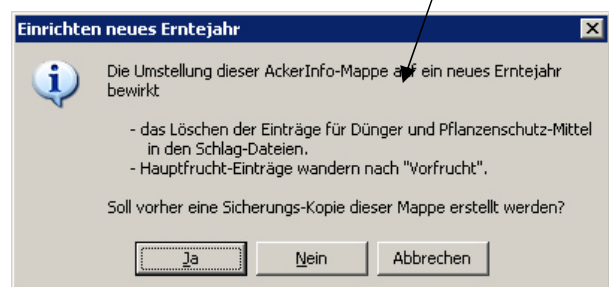 Einrichten neues Erntejahr
Die Umstellung dieser AckerInfo-Mappe auf ein neues Erntejahr
bewirkt
- das Löschen der Einträge für Dünger und Pflanzenschutz-Mittel
in den Schlag-Dateien.
- Hauptfrucht-Einträge wandern nach "Vorfrucht".
Soll vorher eine Sicherungs-Kopie dieser Mappe erstellt werden?
Ja Nein Abbrechen